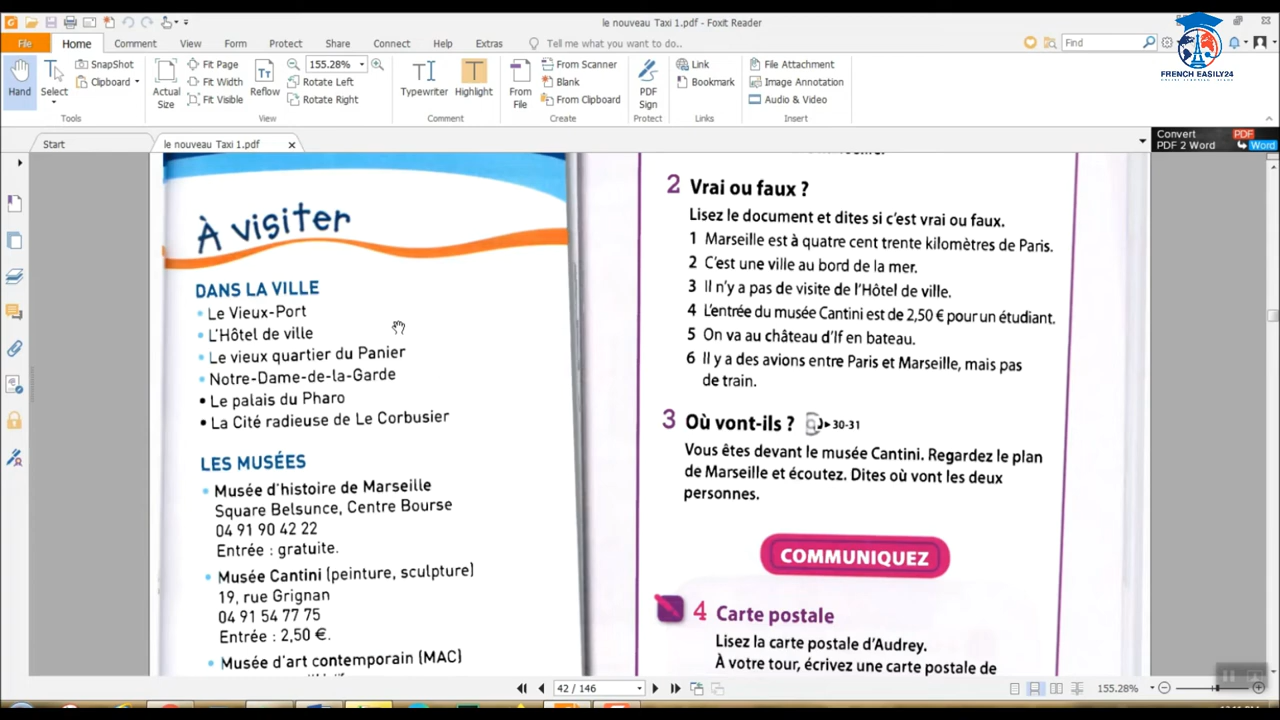 le nouveau Taxi 1.pdf - Foxit Reader
File
Home
Comment
View
Form
Protect
Share
Connect
Help
Extras
Tell me what you want to do..
Find
FRENCH EASILY24
Hand
Select
SnapShot
Clipboard
Tools
Actual Size
Fit Page
Fit Width
Fit Visible
Reflow
155.28%
Rotate Left
Rotate Right
View
Typewriter
Highlight
Comment
From File
From Scanner
Blank
From Clipboard
Create
PDF Sign
Protect
Link
Bookmark
Links
File Attachment
Image Annotation
Audio & Video
Insert
Start
le nouveau Taxi 1.pdf
Convert PDF
PDF 2 Word Word
À visiter
DANS LA VILLE
• Le Vieux-Port
• L'Hôtel de ville
• Le vieux quartier du Panier
• Notre-Dame-de-la-Garde
• Le palais du Pharo
• La Cité radieuse de Le Corbusier
LES MUSÉES
• Musée d'histoire de Marseille
Square Belsunce, Centre Bourse
04 91 90 42 22
Entrée : gratuite.
• Musée Cantini (peinture, sculpture)
19, rue Grignan
04 91 54 77 75
Entrée : 2,50 €.
• Musée d'art contemporain (MAC)
2 Vrai ou faux ?
Lisez le document et dites si c'est vrai ou faux.
1 Marseille est à quatre cent trente kilomètres de Paris.
2 C'est une ville au bord de la mer.
3 Il n'y a pas de visite de l'Hôtel de ville.
4 L'entrée du musée Cantini est de 2,50 € pour un étudiant.
5 On va au château d'If en bateau.
6 Il y a des avions entre Paris et Marseille, mais pas
de train.
3 Où vont-ils ? ▶30-31
Vous êtes devant le musée Cantini. Regardez le plan
de Marseille et écoutez. Dites où vont les deux
personnes.
COMMUNIQUEZ
4 Carte postale
Lisez la carte postale d'Audrey.
À votre tour, écrivez une carte postale de
42 / 146
155.28%